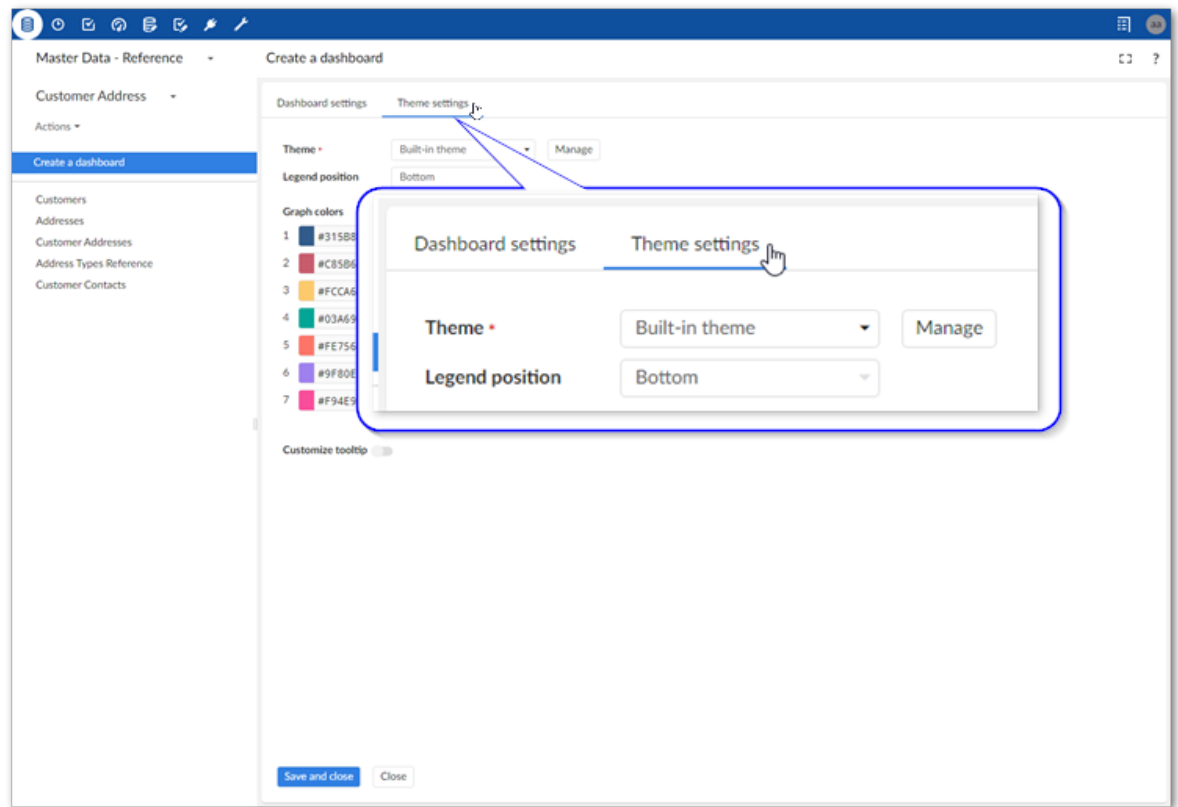 aa
Master Data - Reference
Create a dashboard
?
Customer Address
Actions
Create a dashboard
Customers
Addresses
Customer Addresses
Address Types Reference
Customer Contacts
Dashboard settings Theme settings
Theme • Built-in theme Manage
Legend position Bottom
Graph colors
1 #315B8
2 #C85B6
3 #FCCA6
4 #03A69
5 #FE756
6 #9F80E
7 #F94E9
Customize tooltip
Dashboard settings Theme settings
Theme • Built-in theme Manage
Legend position Bottom
Save and close Close